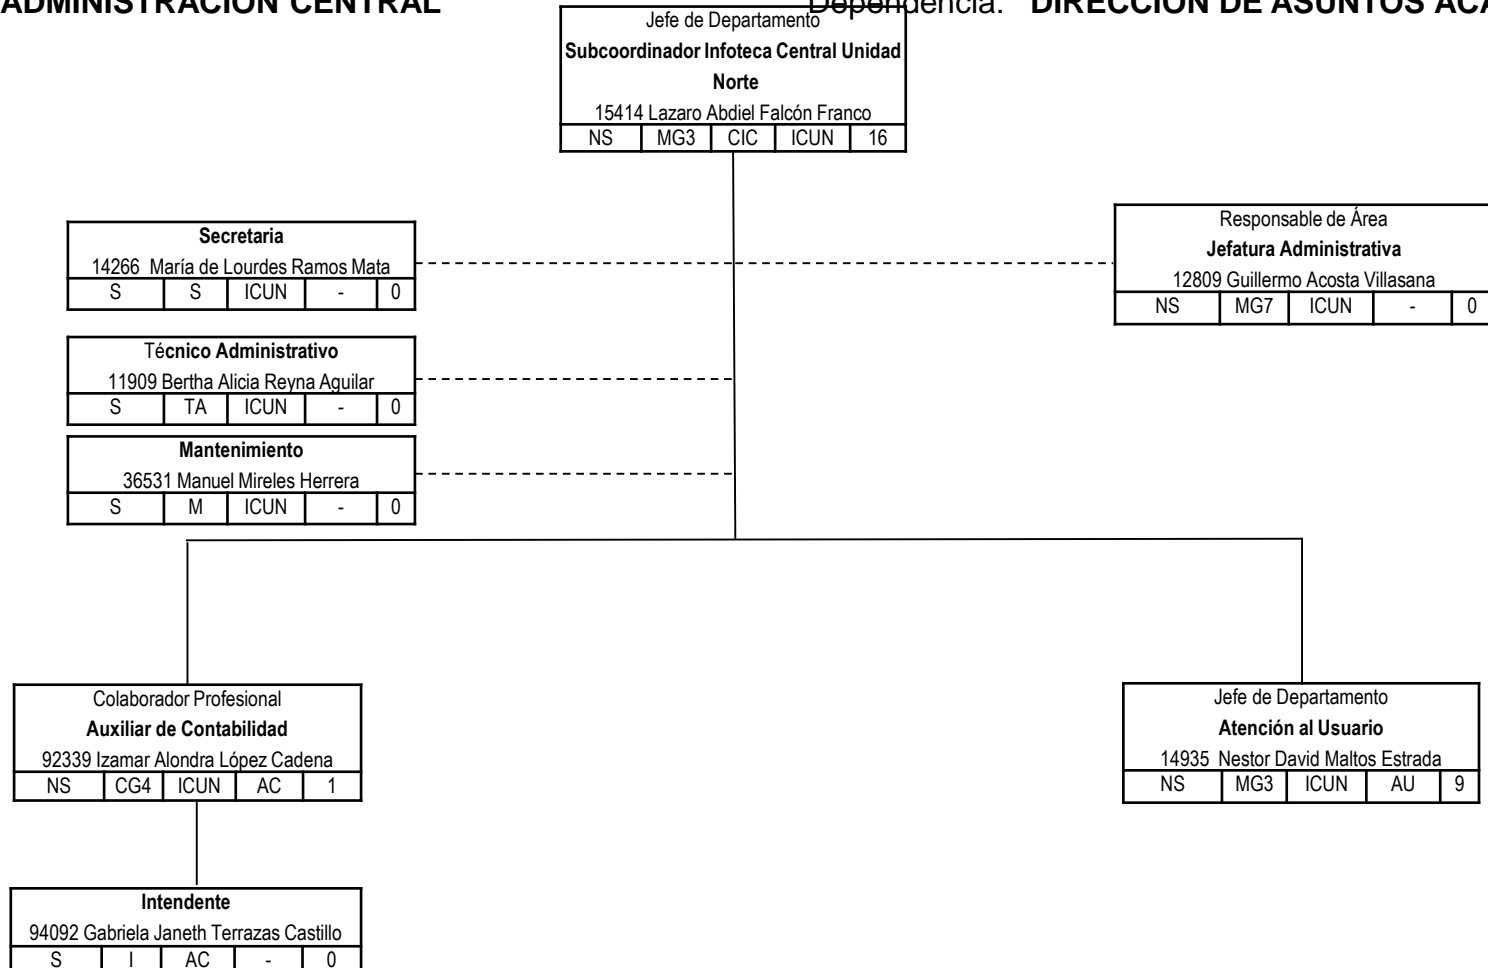 ADMINISTRACIÓN CENTRAL
Dependencia: DIRECCIÓN DE ASUNTOS
Jefe de Departamento
Subcoordinador Infoteca Central Unidad
Norte
15414 Lazaro Abdiel Falcón Franco
NS MG3 CIC ICUN 16
Secretaria
14266 María de Lourdes Ramos Mata
S S ICUN - 0
Responsable de Área
Jefatura Administrativa
12809 Guillermo Acosta Villasana
NS MG7 ICUN - 0
Técnico Administrativo
11909 Bertha Alicia Reyna Aguilar
S TA ICUN - 0
Mantenimiento
36531 Manuel Mireles Herrera
S M ICUN - 0
Colaborador Profesional
Auxiliar de Contabilidad
92339 Izamar Alondra López Cadena
NS CG4 ICUN AC 1
Jefe de Departamento
Atención al Usuario
14935 Nestor David Maltos Estrada
NS MG3 ICUN AU 9
Intendente
94092 Gabriela Janeth Terrazas Castillo
S I AC - 0